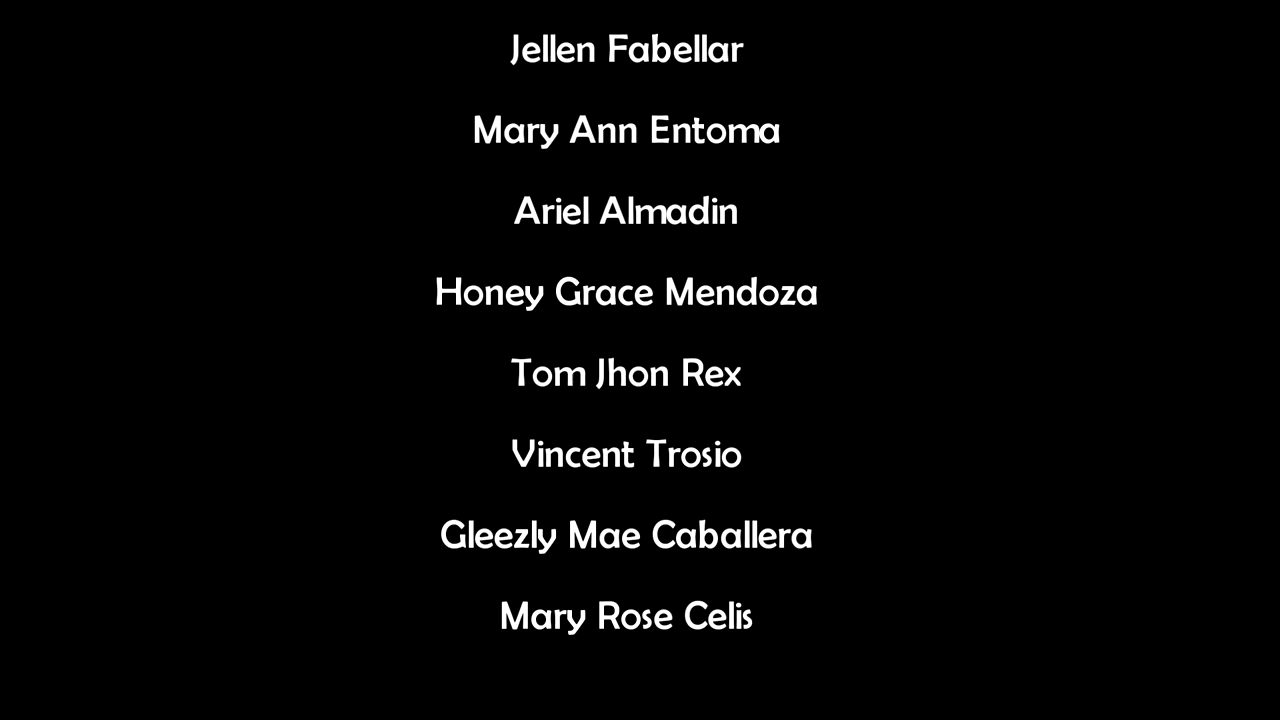 Jellen Fabellar
Mary Ann Entoma
Ariel Almadin
Honey Grace Mendoza
Tom Jhon Rex
Vincent Trosio
Gleezly Mae Caballera
Mary Rose Celis